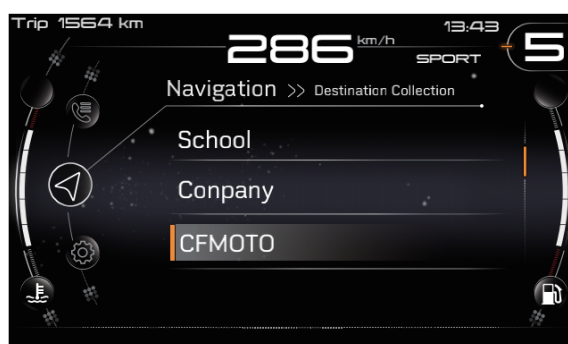 Trip 1564 km
286 km/h
13:43
SPORT
5
Navigation >> Destination Collection
School
Conpany
CFMOTO